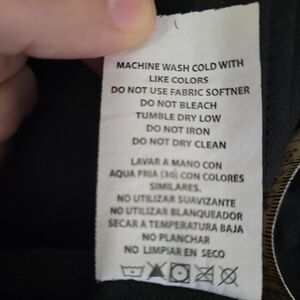 MACHINE WASH COLD WITH
LIKE COLORS
DO NOT USE FABRIC SOFTNER
DO NOT BLEACH
TUMBLE DRY LOW
DO NOT IRON
DO NOT DRY CLEAN
LAVAR A MANO CON
AQUA FRIA (30) CON COLORES
SIMILARES.
NO UTILIZAR SUAVIZANTE
NO UTILIZAR BLANQUEADOR
SECAR A TEMPERATURA BAJA
NO PLANCHAR
NO LIMPIAR EN SECO